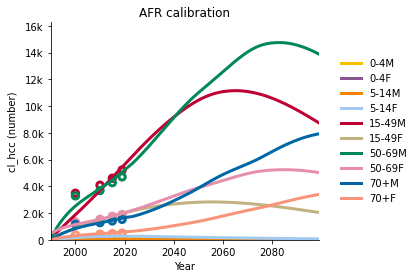 AFR calibration
16k
14k
12k
10k
8.0k
6.0k
4.0k
2.0k
0
cl_hcc (number)
2000 2020 2040 2060 2080
Year
0-4M
0-4F
5-14M
5-14F
15-49M
15-49F
50-69M
50-69F
70+M
70+F